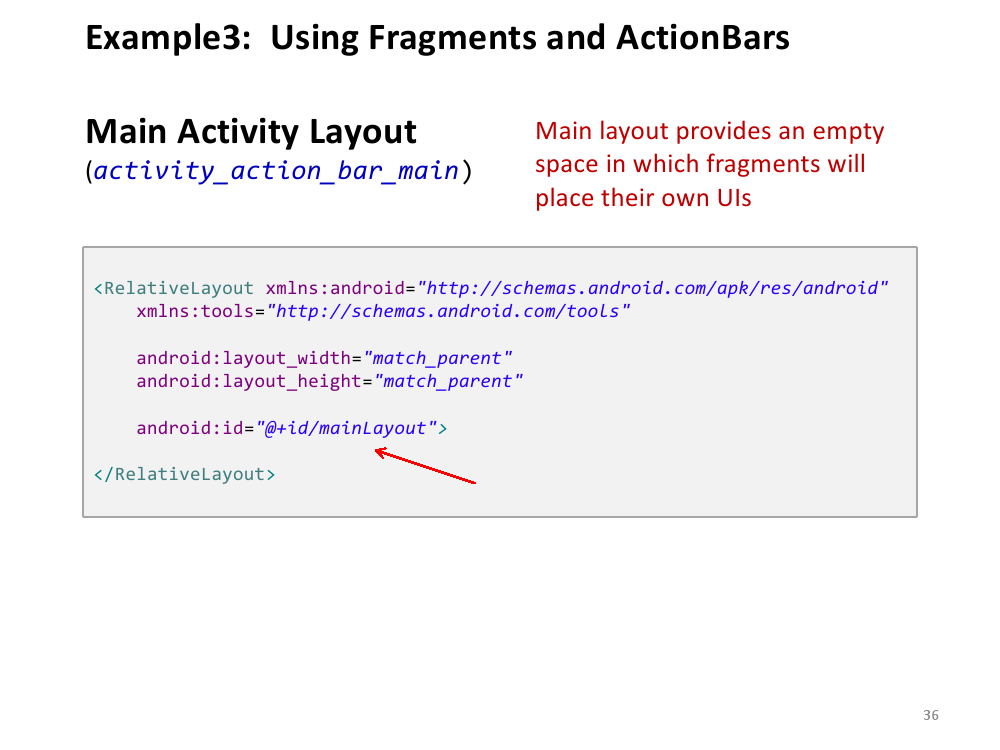 Example3: Using Fragments and ActionBars
Main Activity Layout
(activity_action_bar_main)
Main layout provides an empty
space in which fragments will
place their own UIs
<RelativeLayout xmlns:android="http://schemas.android.com/apk/res/android"
xmlns:tools="http://schemas.android.com/tools"
android:layout_width="match_parent"
android:layout_height="match_parent"
android:id="@+id/mainLayout">
</RelativeLayout>
36